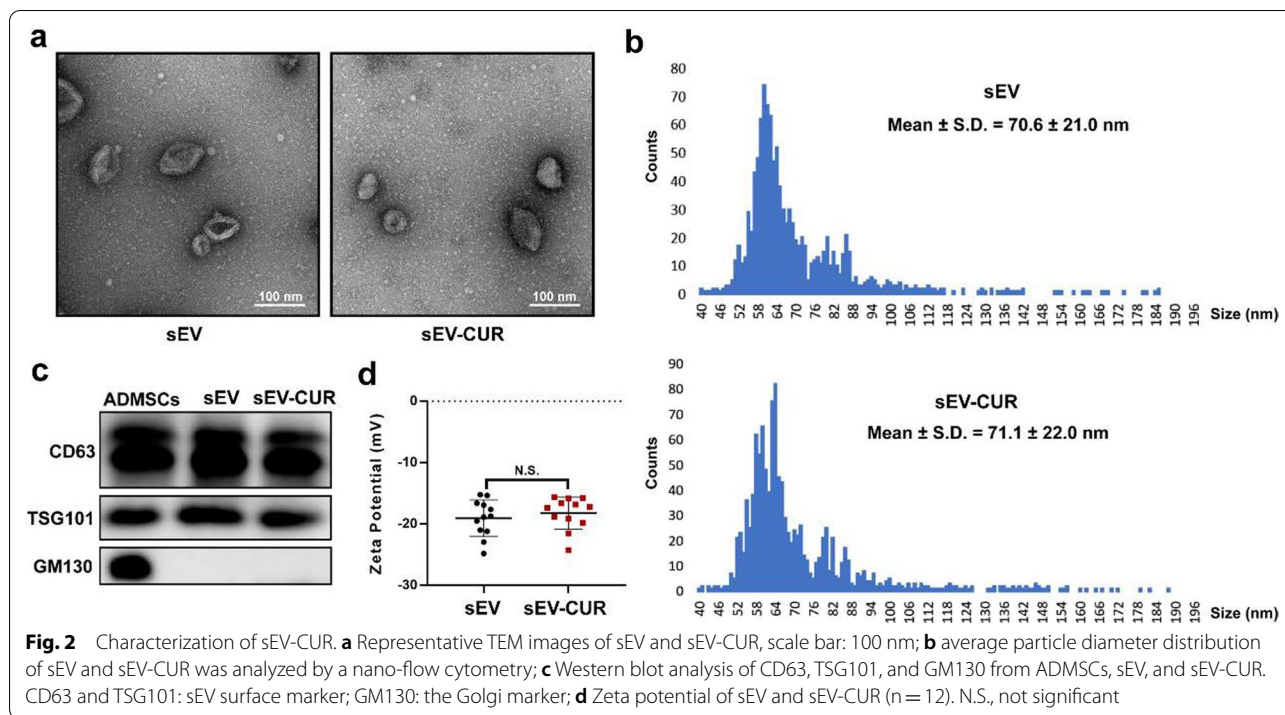 a
100 nm
100 nm
sEV
sEV-CUR
b
80
70
60
50
40
30
20
10
0
Counts
sEV
Mean ± S.D. = 70.6 ± 21.0 nm
40 46 52 58 64 70 76 82 88 94 100 106 112 118 124 130 136 142 148 154 160 166 172 178 184 190 196 Size (nm)
90
80
70
60
50
40
30
20
10
0
Counts
sEV-CUR
Mean ± S.D. = 71.1 ± 22.0 nm
40 46 52 58 64 70 76 82 88 94 100 106 112 118 124 130 136 142 148 154 160 166 172 178 184 190 196 Size (nm)
c
ADMSCs sEV sEV-CUR
CD63
TSG101
GM130
d
0
-10
-20
-30
Zeta Potential (mV)
N.S.
sEV sEV-CUR
Fig. 2 Characterization of sEV-CUR. a Representative TEM images of sEV and sEV-CUR, scale bar: 100 nm; b average particle diameter distribution
of sEV and sEV-CUR was analyzed by a nano-flow cytometry; c Western blot analysis of CD63, TSG101, and GM130 from ADMSCs, sEV, and sEV-CUR.
CD63 and TSG101: sEV surface marker; GM130: the Golgi marker; d Zeta potential of sEV and sEV-CUR (n = 12). N.S., not significant